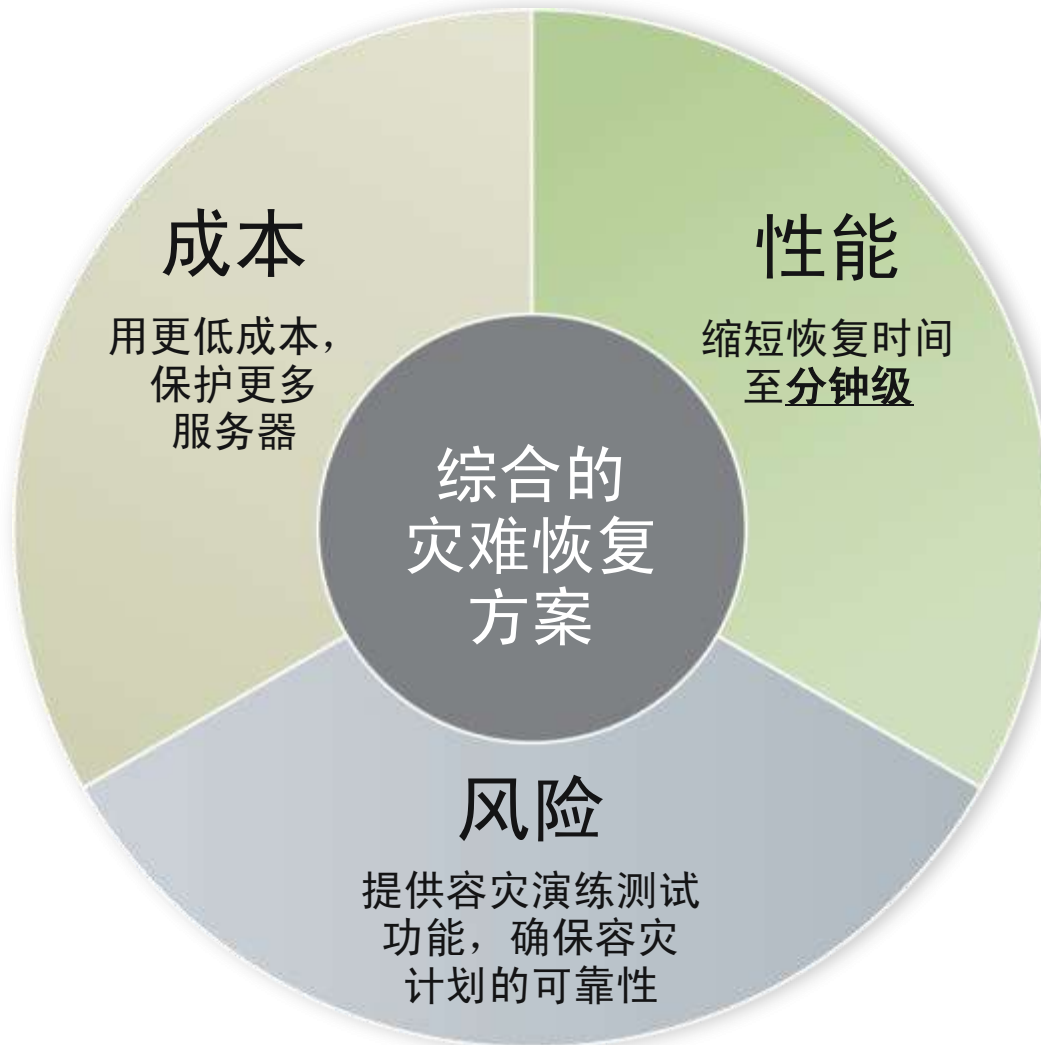 成本
用更低成本，
保护更多
服务器
性能
缩短恢复时间
至分钟级
综合的
灾难恢复
方案
风险
提供容灾演练测试
功能，确保容灾
计划的可靠性